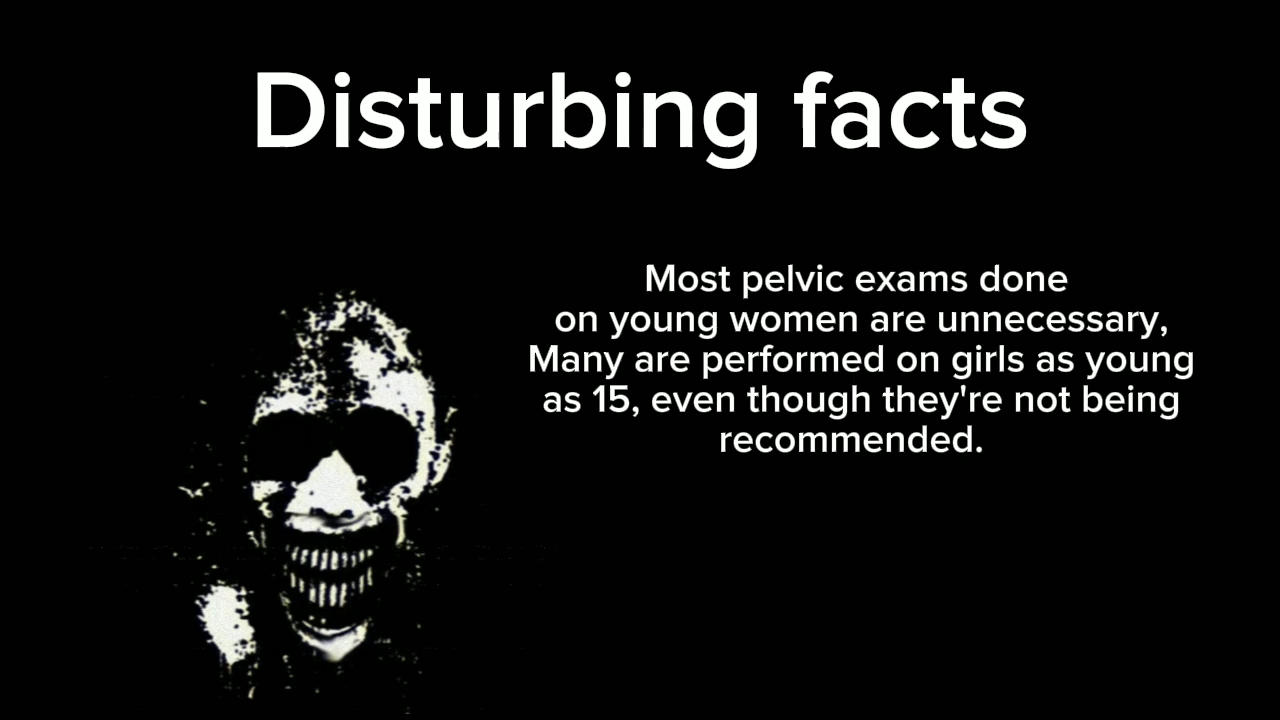 Disturbing facts
Most pelvic exams done
on young women are unnecessary,
Many are performed on girls as young
as 15, even though they're not being
recommended.